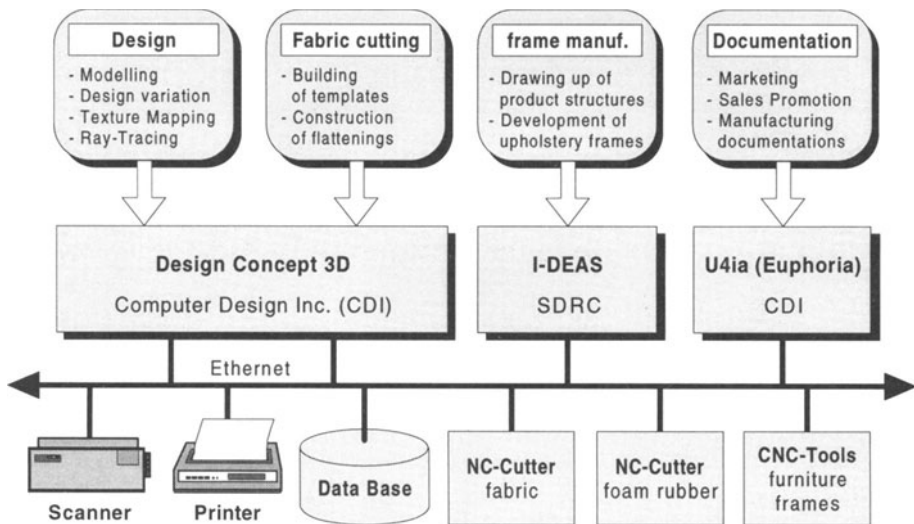 Design
- Modelling
- Design variation
- Texture Mapping
- Ray-Tracing
Fabric cutting
- Building
of templates
- Construction
of flattenings
frame manuf.
- Drawing up of
product structures
- Development of
upholstery frames
Documentation
- Marketing
- Sales Promotion
- Manufacturing
documentations
Design Concept 3D
Computer Design Inc. (CDI)
I-DEAS
SDRC
U4ia (Euphoria)
CDI
Ethernet
Scanner
Printer
Data Base
NC-Cutter
fabric
NC-Cutter
foam rubber
CNC-Tools
furniture
frames